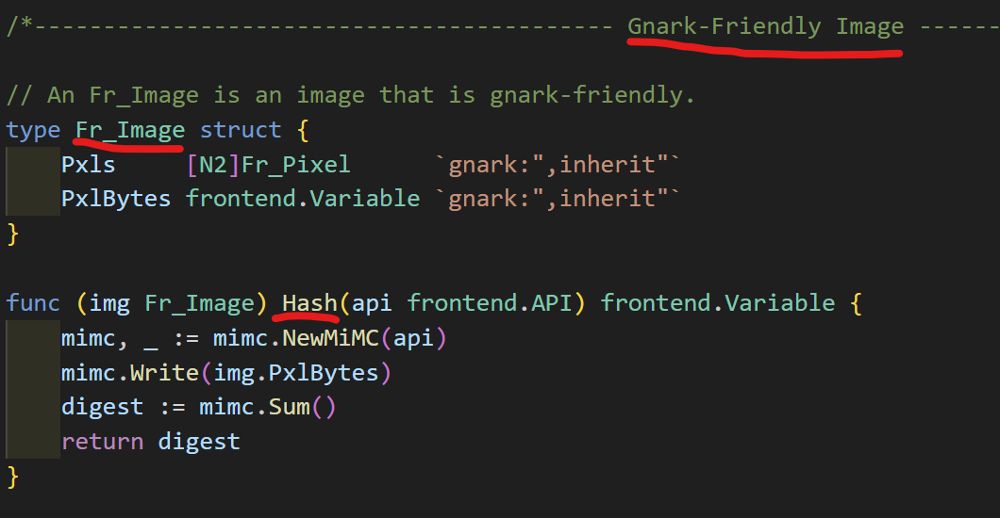 /*------------------------------------------ Gnark-Friendly Image ------
// An Fr_Image is an image that is gnark-friendly.
type Fr_Image struct {
    Pxls     [N2]Fr_Pixel      `gnark:",inherit"`
    PxlBytes frontend.Variable `gnark:",inherit"`
}
func (img Fr_Image) Hash(api frontend.API) frontend.Variable {
    mimc, _ := mimc.NewMiMC(api)
    mimc.Write(img.PxlBytes)
    digest := mimc.Sum()
    return digest
}